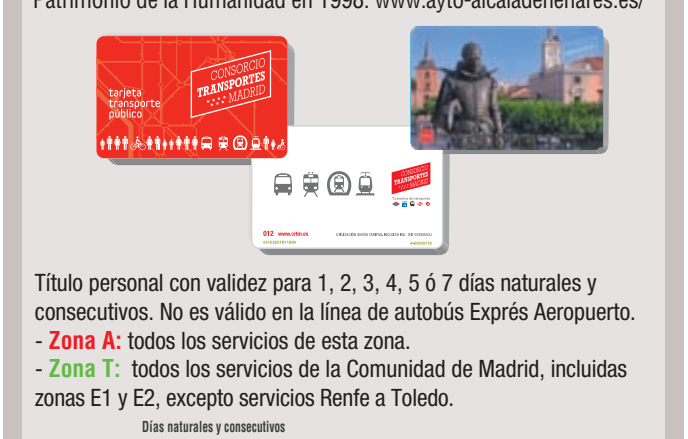 Patrimonio de la Humanidad en 1998. www.ayto-alcaladehenares.es/
tarjeta
transporte
público
CONSORCIO
TRANSPORTES
MADRID
CONSORCIO
TRANSPORTES
MADRID
012 www.crtm.es
Título personal con validez para 1, 2, 3, 4, 5 ó 7 días naturales y
consecutivos. No es válido en la línea de autobús Exprés Aeropuerto.
- Zona A: todos los servicios de esta zona.
- Zona T: todos los servicios de la Comunidad de Madrid, incluidas
zonas E1 y E2, excepto servicios Renfe a Toledo.
Días naturales y consecutivos